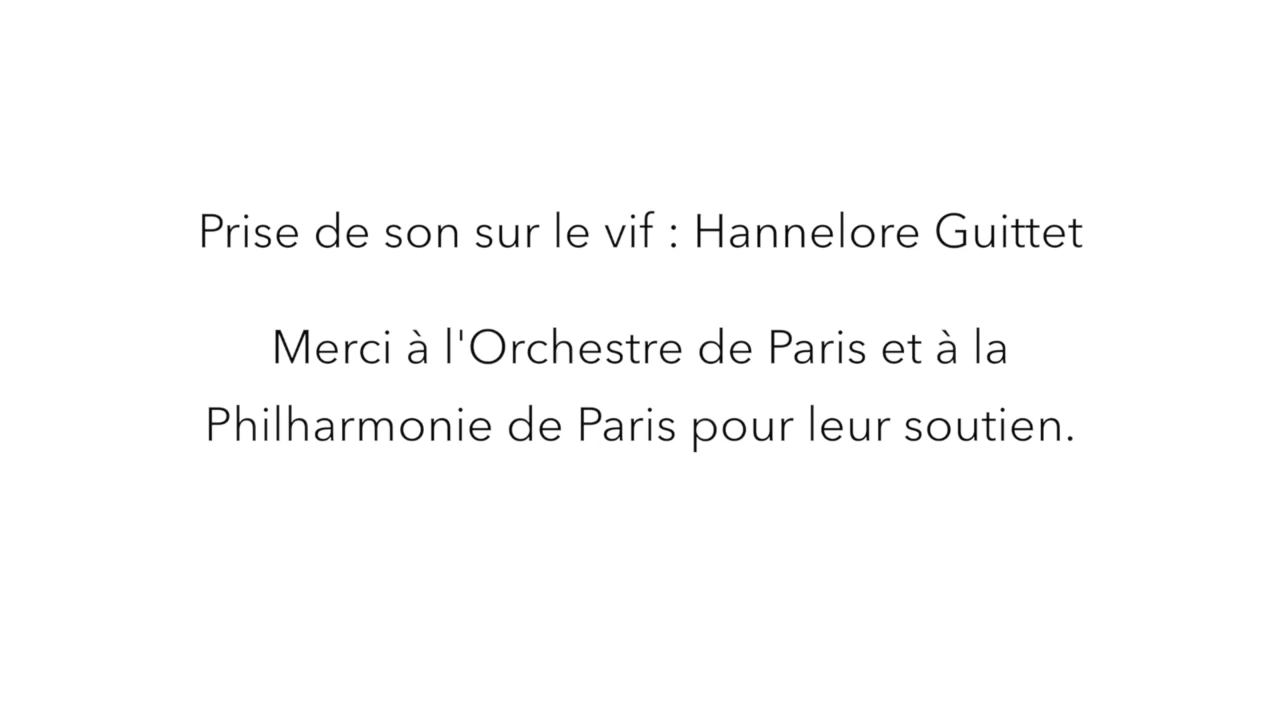 Prise de son sur le vif : Hannelore Guittet
Merci à l'Orchestre de Paris et à la
Philharmonie de Paris pour leur soutien.